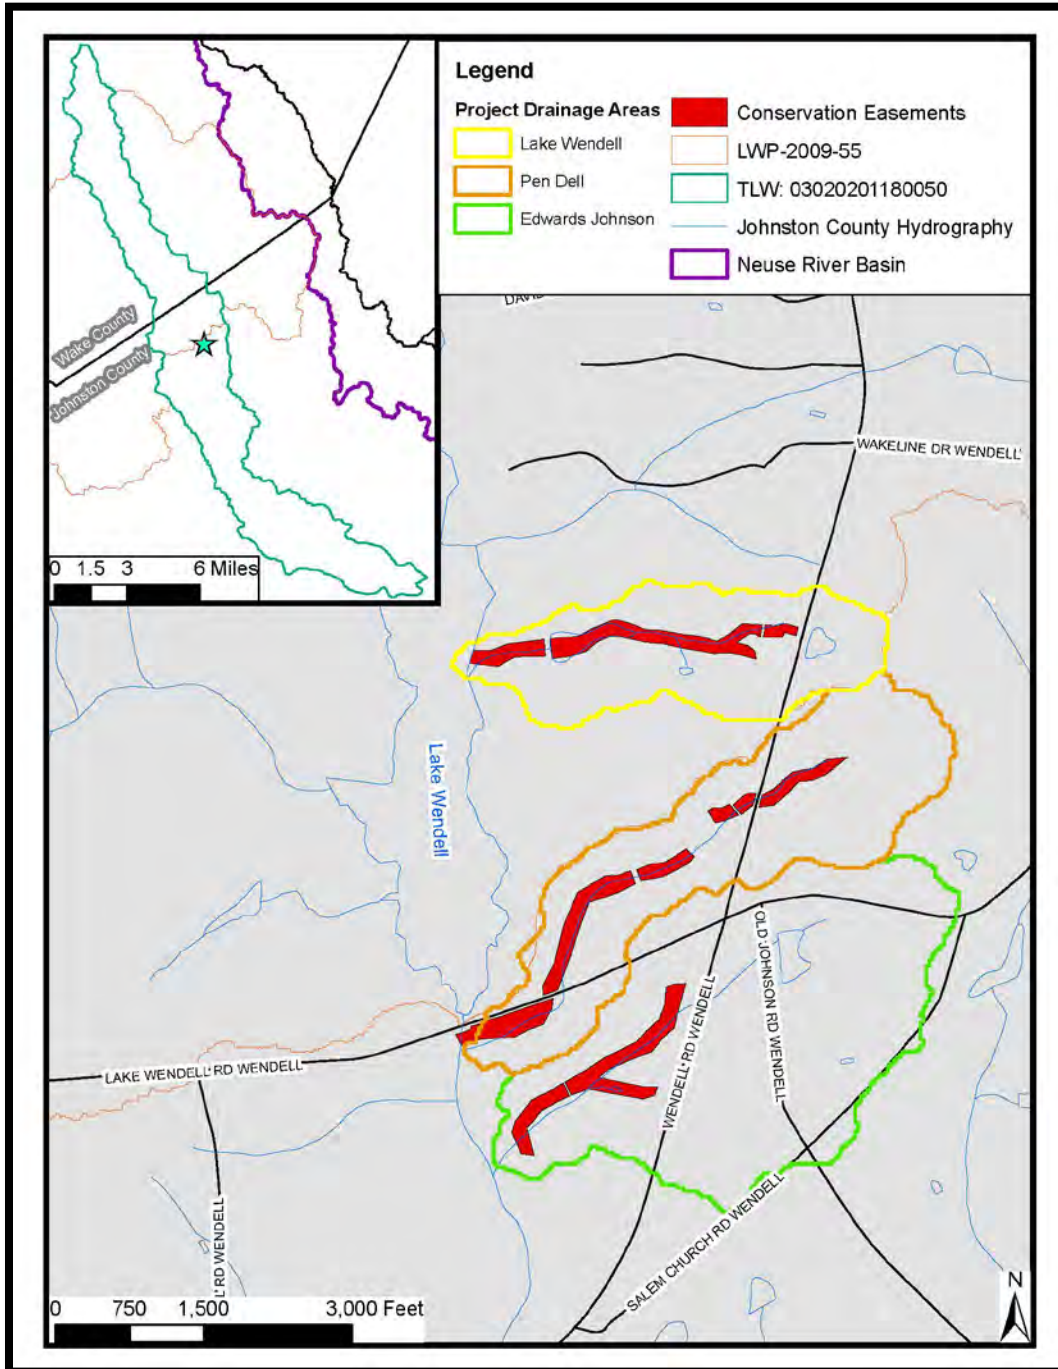 Legend
Project Drainage Areas
Lake Wendell
Pen Dell
Edwards Johnson
Conservation Easements
LWP-2009-55
TLW: 03020201180050
Johnston County Hydrography
Neuse River Basin
Wake County
Johnston County
0 1.5 3 6 Miles
DAVI
WAKELINE DR WENDELL
Lake Wendell
OLD JOHNSON RD WENDELL
WENDELL RD WENDELL
LAKE WENDELL RD WENDELL
RD WENDELL
SALEM CHURCH RD WENDELL
0 750 1,500 3,000 Feet
N